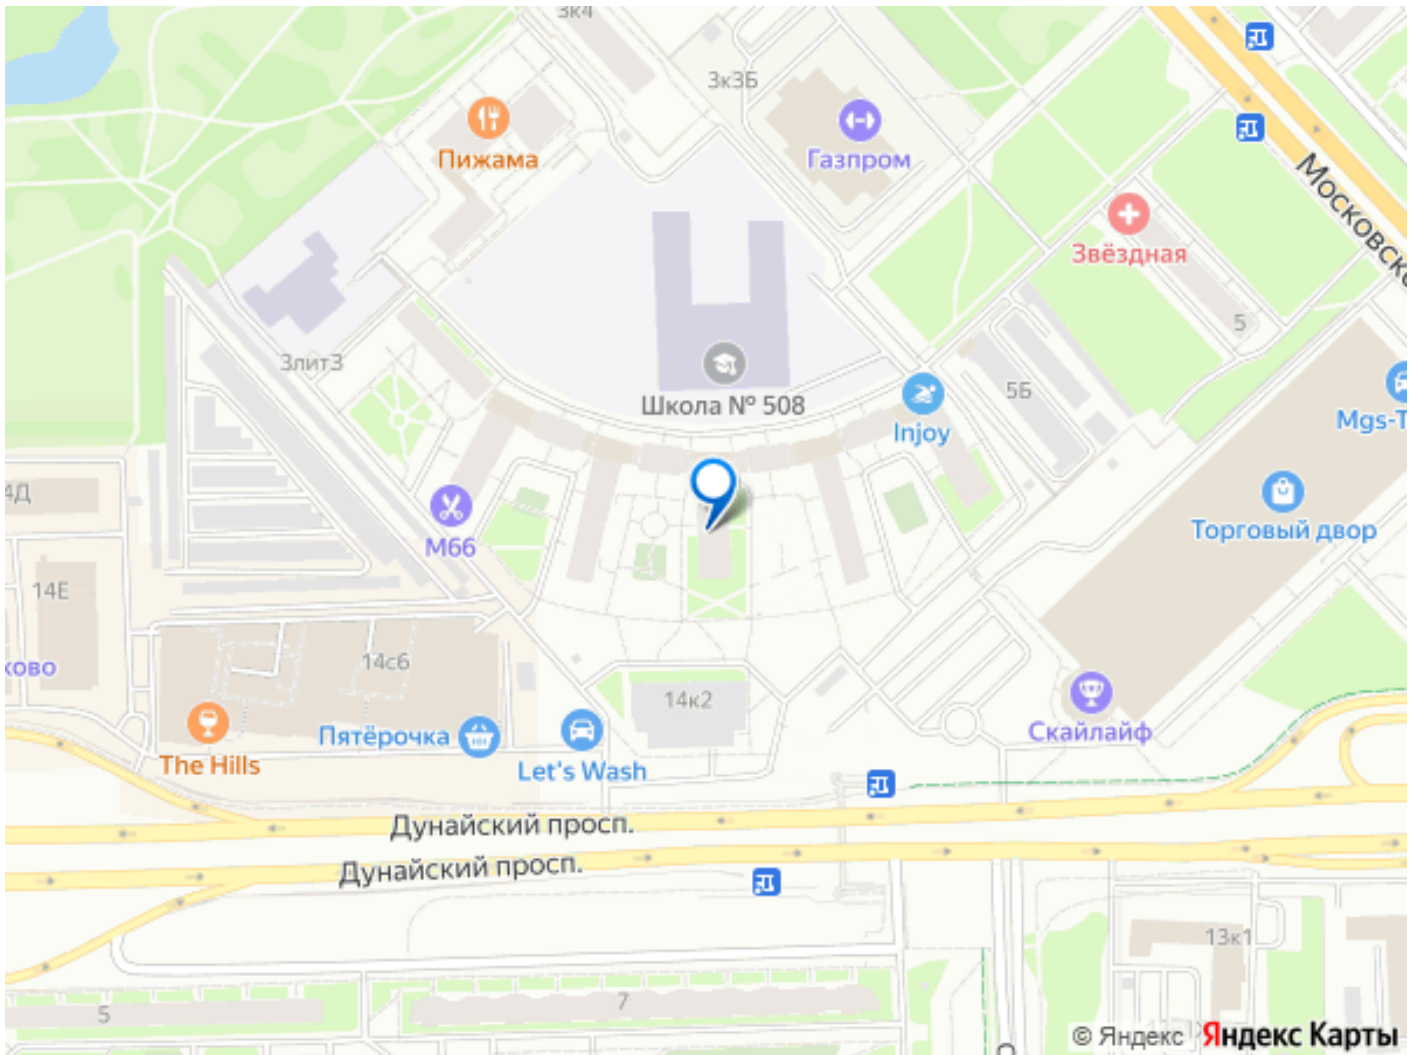 3к4
3к3Б
Пижама
Газпром
Московск
Звёздная
5
3лит3
Школа № 508
5Б
Injoy
Mgs-T
4Д
М66
Торговый двор
14Е
ково
14с6
14к2
Пятёрочка
The Hills
Let's Wash
Скайлайф
Дунайский просп.
Дунайский просп.
13к1
5
7
© Яндекс Яндекс Карты